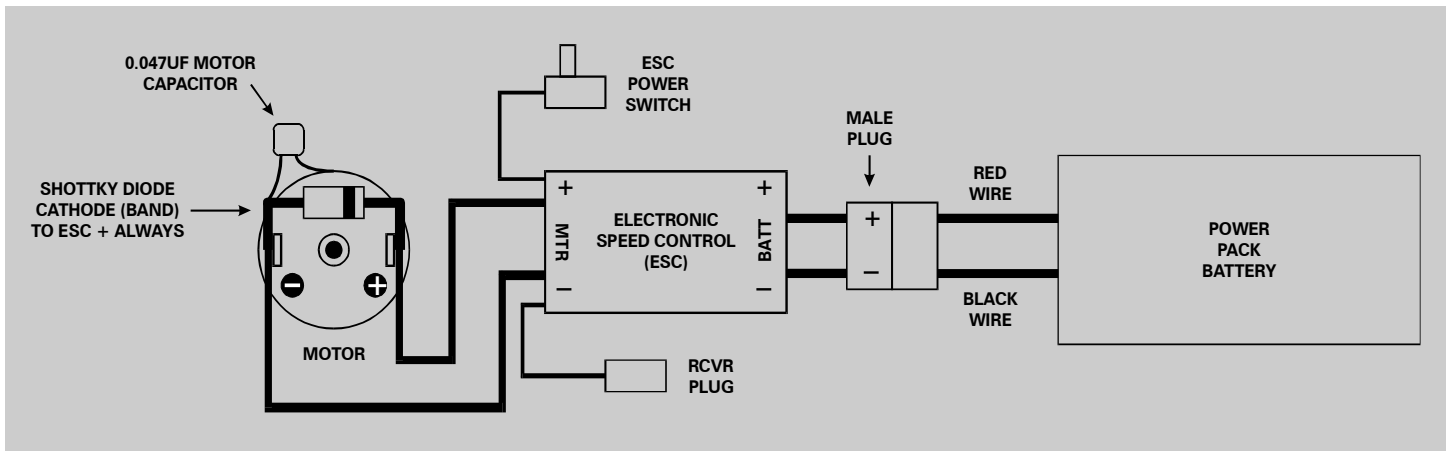 0.047UF MOTOR
CAPACITOR
SHOTTKY DIODE
CATHODE (BAND)
TO ESC + ALWAYS
−
+
MOTOR
ESC
POWER
SWITCH
+
MTR
−
ELECTRONIC
SPEED CONTROL
(ESC)
+
BATT
−
RCVR
PLUG
MALE
PLUG
+
−
RED
WIRE
BLACK
WIRE
POWER
PACK
BATTERY